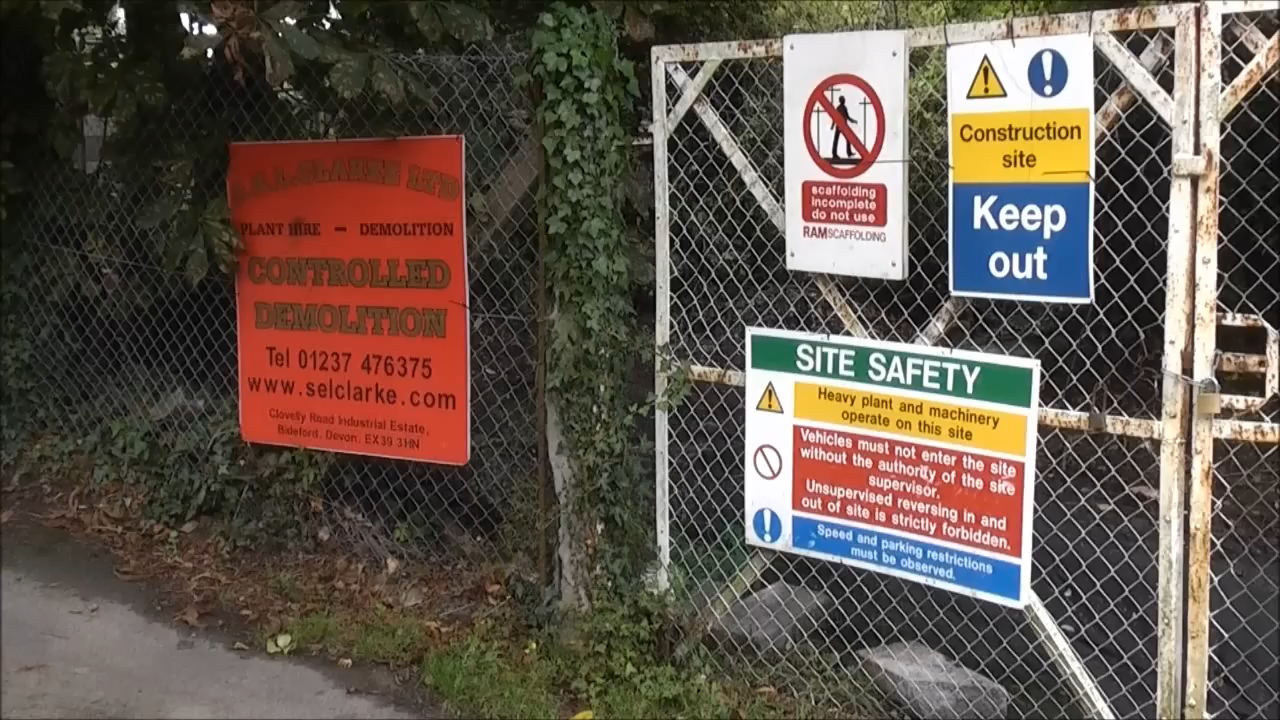 CLARKE LTD
PLANT HIRE – DEMOLITION
CONTROLLED
DEMOLITION
Tel 01237 476375
www.selclarke.com
Clovelly Road Industrial Estate,
Bideford, Devon. EX39 3HN
scaffolding
incomplete
do not use
RAMSCAFFOLDING
Construction
site
Keep
out
SITE SAFETY
Heavy plant and machinery
operate on this site
Vehicles must not enter the site
without the authority of the site
supervisor.
Unsupervised reversing in and
out of site is strictly forbidden.
Speed and parking restrictions
must be observed.